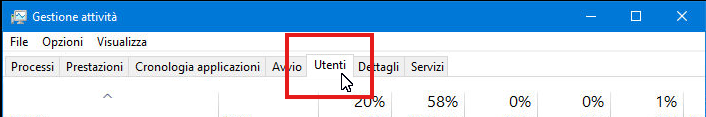 Gestione attività
File Opzioni Visualizza
Processi Prestazioni Cronologia applicazioni Avvio Utenti Dettagli Servizi
20% 58% 0% 0% 1%